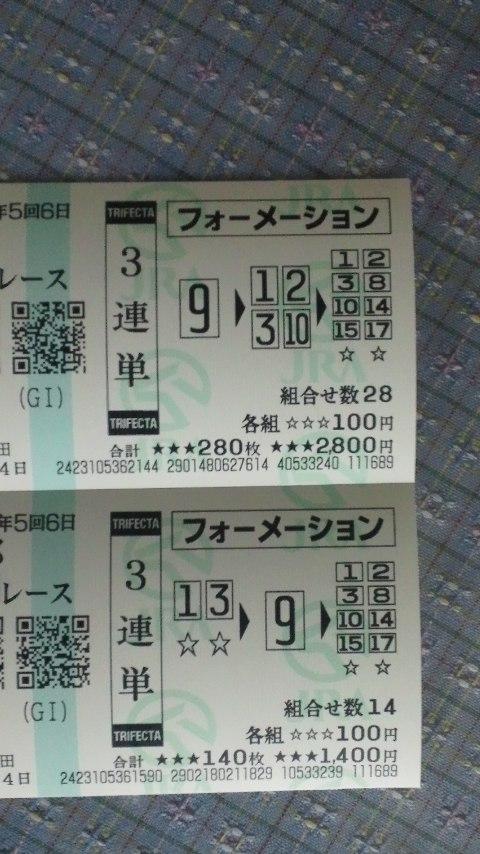 年5回6日
TRIFECTA
フォーメーション
レース
3連単
9
1 2
3 10
1 2
3 8
10 14
15 17
☆ ☆
(GI)
組合せ数28
TRIFECTA
各組 ☆☆☆100円
田
合計 ★★★280枚 ★★★2,800円
4日
2423105362144 2901480627614 40533240 111689
JRA
年5回6日
TRIFECTA
フォーメーション
レース
3連単
1 3
☆ ☆
9
1 2
3 8
10 14
15 17
☆ ☆
(GI)
組合せ数14
TRIFECTA
各組 ☆☆☆100円
田
合計 ★★★140枚 ★★★1,400円
4日
2423105361590 2902180211829 10533239 111689
JRA